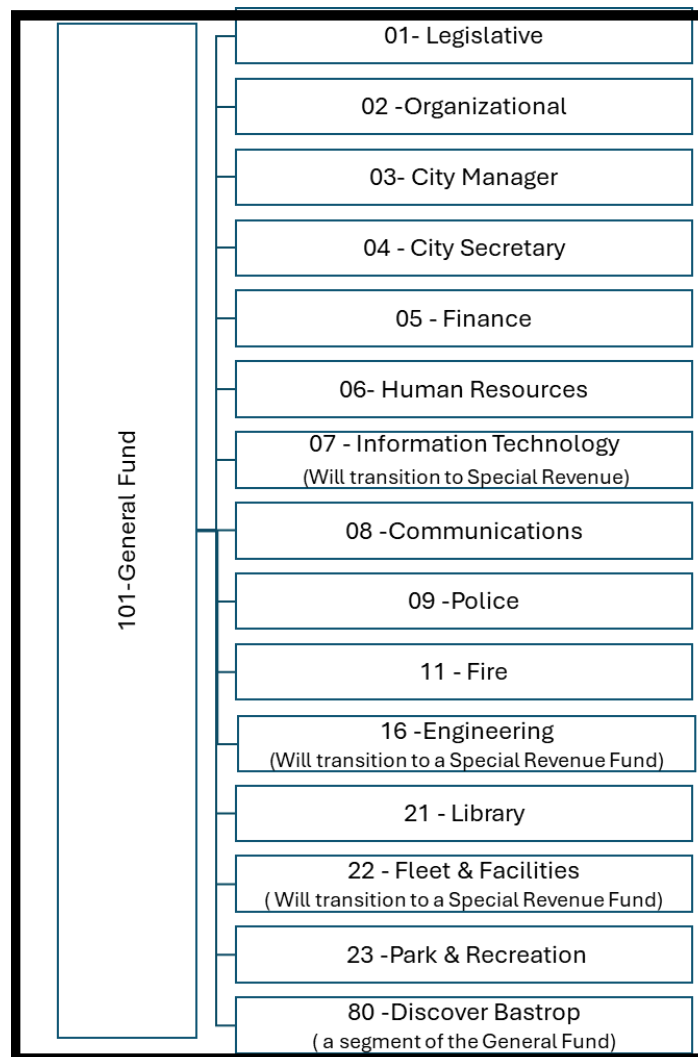 101-General Fund
01- Legislative
02 -Organizational
03- City Manager
04 - City Secretary
05 - Finance
06- Human Resources
07 - Information Technology
(Will transition to Special Revenue)
08 -Communications
09 -Police
11 - Fire
16 -Engineering
(Will transition to a Special Revenue Fund)
21 - Library
22 - Fleet & Facilities
( Will transition to a Special Revenue Fund)
23 -Park & Recreation
80 -Discover Bastrop
( a segment of the General Fund)